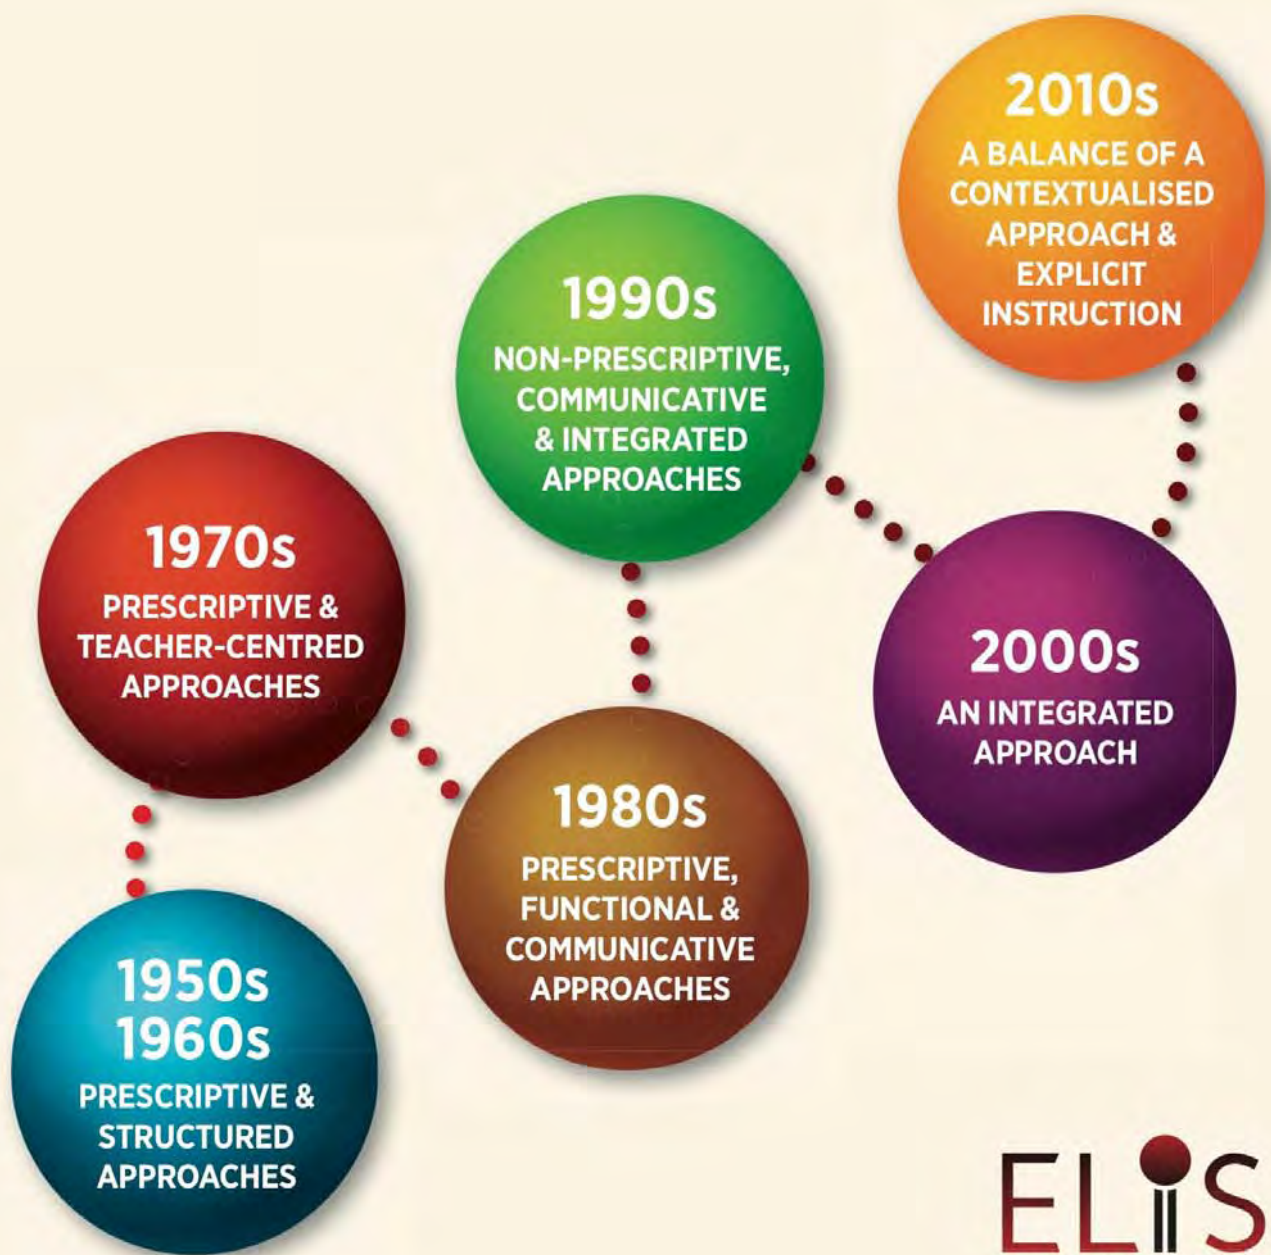 2010s
A BALANCE OF A
CONTEXTUALISED
APPROACH &
EXPLICIT
INSTRUCTION
1990s
NON-PRESCRIPTIVE,
COMMUNICATIVE
& INTEGRATED
APPROACHES
1970s
PRESCRIPTIVE &
TEACHER-CENTRED
APPROACHES
2000s
AN INTEGRATED
APPROACH
1980s
PRESCRIPTIVE,
FUNCTIONAL &
COMMUNICATIVE
APPROACHES
1950s
1960s
PRESCRIPTIVE &
STRUCTURED
APPROACHES
ELiS